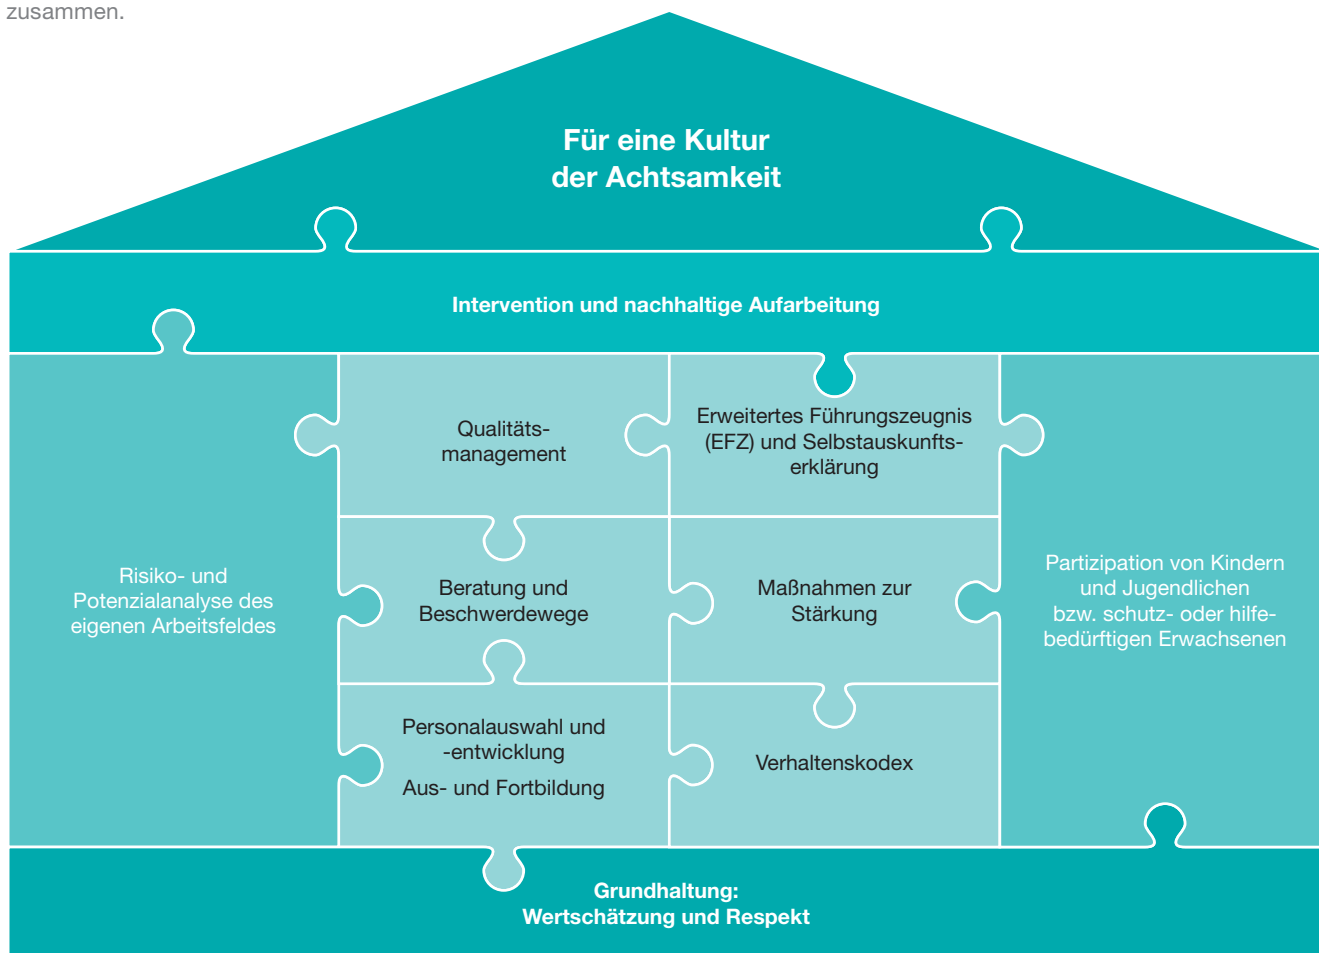 zusammen.
Für eine Kultur
der Achtsamkeit
Intervention und nachhaltige Aufarbeitung
Qualitäts-
management
Erweitertes Führungszeugnis
(EFZ) und Selbstauskunfts-
erklärung
Risiko- und
Potenzialanalyse des
eigenen Arbeitsfeldes
Beratung und
Beschwerdewege
Maßnahmen zur
Stärkung
Partizipation von Kindern
und Jugendlichen
bzw. schutz- oder hilfe-
bedürftigen Erwachsenen
Personalauswahl und
-entwicklung
Aus- und Fortbildung
Verhaltenskodex
Grundhaltung:
Wertschätzung und Respekt